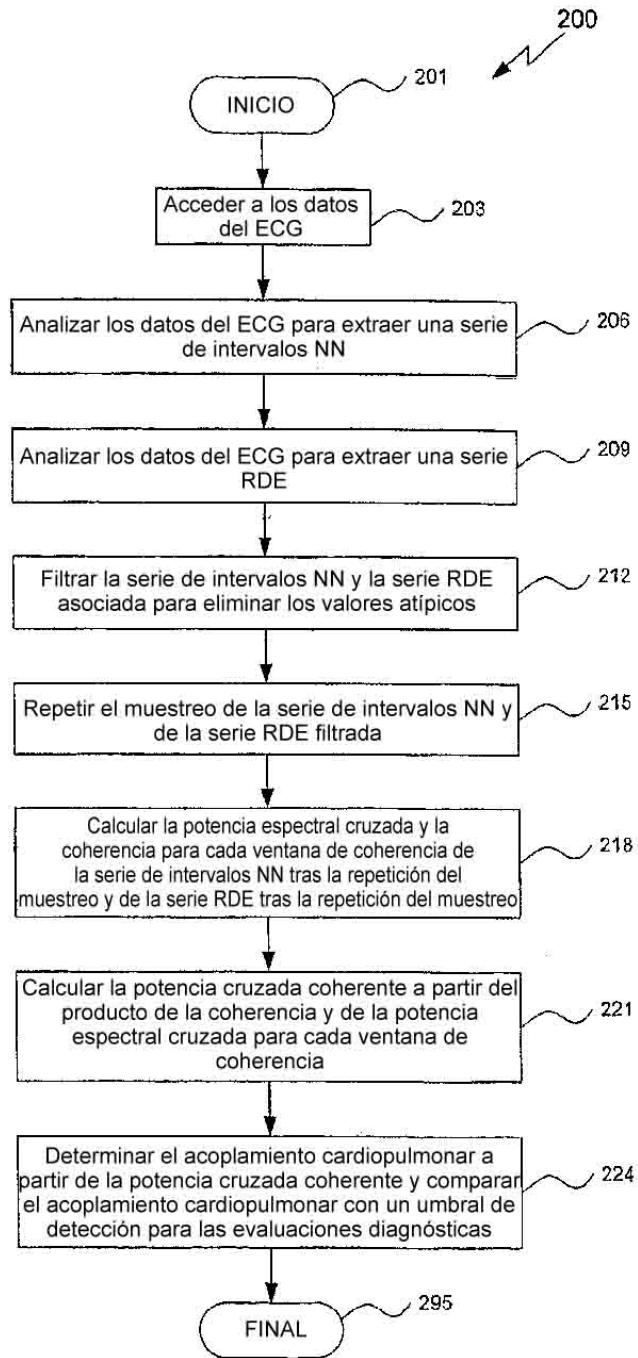 200
INICIO
201
Acceder a los datos
del ECG
203
Analizar los datos del ECG para extraer una serie
de intervalos NN
206
Analizar los datos del ECG para extraer una serie
RDE
209
Filtrar la serie de intervalos NN y la serie RDE
asociada para eliminar los valores atípicos
212
Repetir el muestreo de la serie de intervalos NN y
de la serie RDE filtrada
215
Calcular la potencia espectral cruzada y la
coherencia para cada ventana de coherencia de
la serie de intervalos NN tras la repetición del
muestreo y de la serie RDE tras la repetición del muestreo
218
Calcular la potencia cruzada coherente a partir del
producto de la coherencia y de la potencia
espectral cruzada para cada ventana de
coherencia
221
Determinar el acoplamiento cardiopulmonar a
partir de la potencia cruzada coherente y comparar
el acoplamiento cardiopulmonar con un umbral de
detección para las evaluaciones diagnósticas
224
FINAL
295